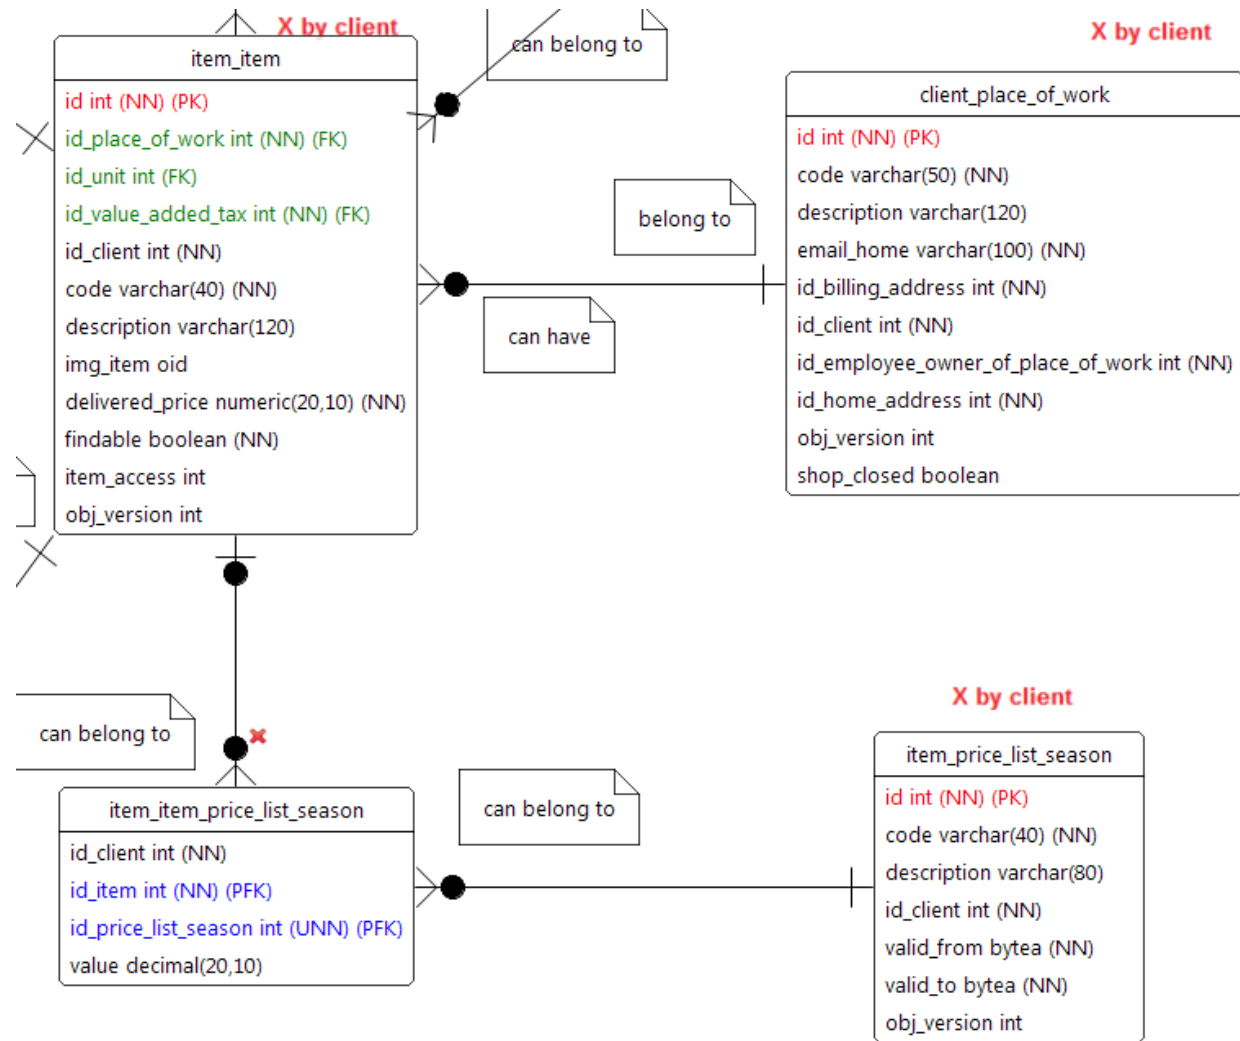 X by client
item_item
id int (NN) (PK)
id_place_of_work int (NN) (FK)
id_unit int (FK)
id_value_added_tax int (NN) (FK)
id_client int (NN)
code varchar(40) (NN)
description varchar(120)
img_item oid
delivered_price numeric(20,10) (NN)
findable boolean (NN)
item_access int
obj_version int
can belong to
X by client
client_place_of_work
id int (NN) (PK)
code varchar(50) (NN)
description varchar(120)
email_home varchar(100) (NN)
id_billing_address int (NN)
id_client int (NN)
id_employee_owner_of_place_of_work int (NN)
id_home_address int (NN)
obj_version int
shop_closed boolean
belong to
can have
can belong to
item_item_price_list_season
id_client int (NN)
id_item int (NN) (PFK)
id_price_list_season int (UNN) (PFK)
value decimal(20,10)
can belong to
X by client
item_price_list_season
id int (NN) (PK)
code varchar(40) (NN)
description varchar(80)
id_client int (NN)
valid_from bytea (NN)
valid_to bytea (NN)
obj_version int